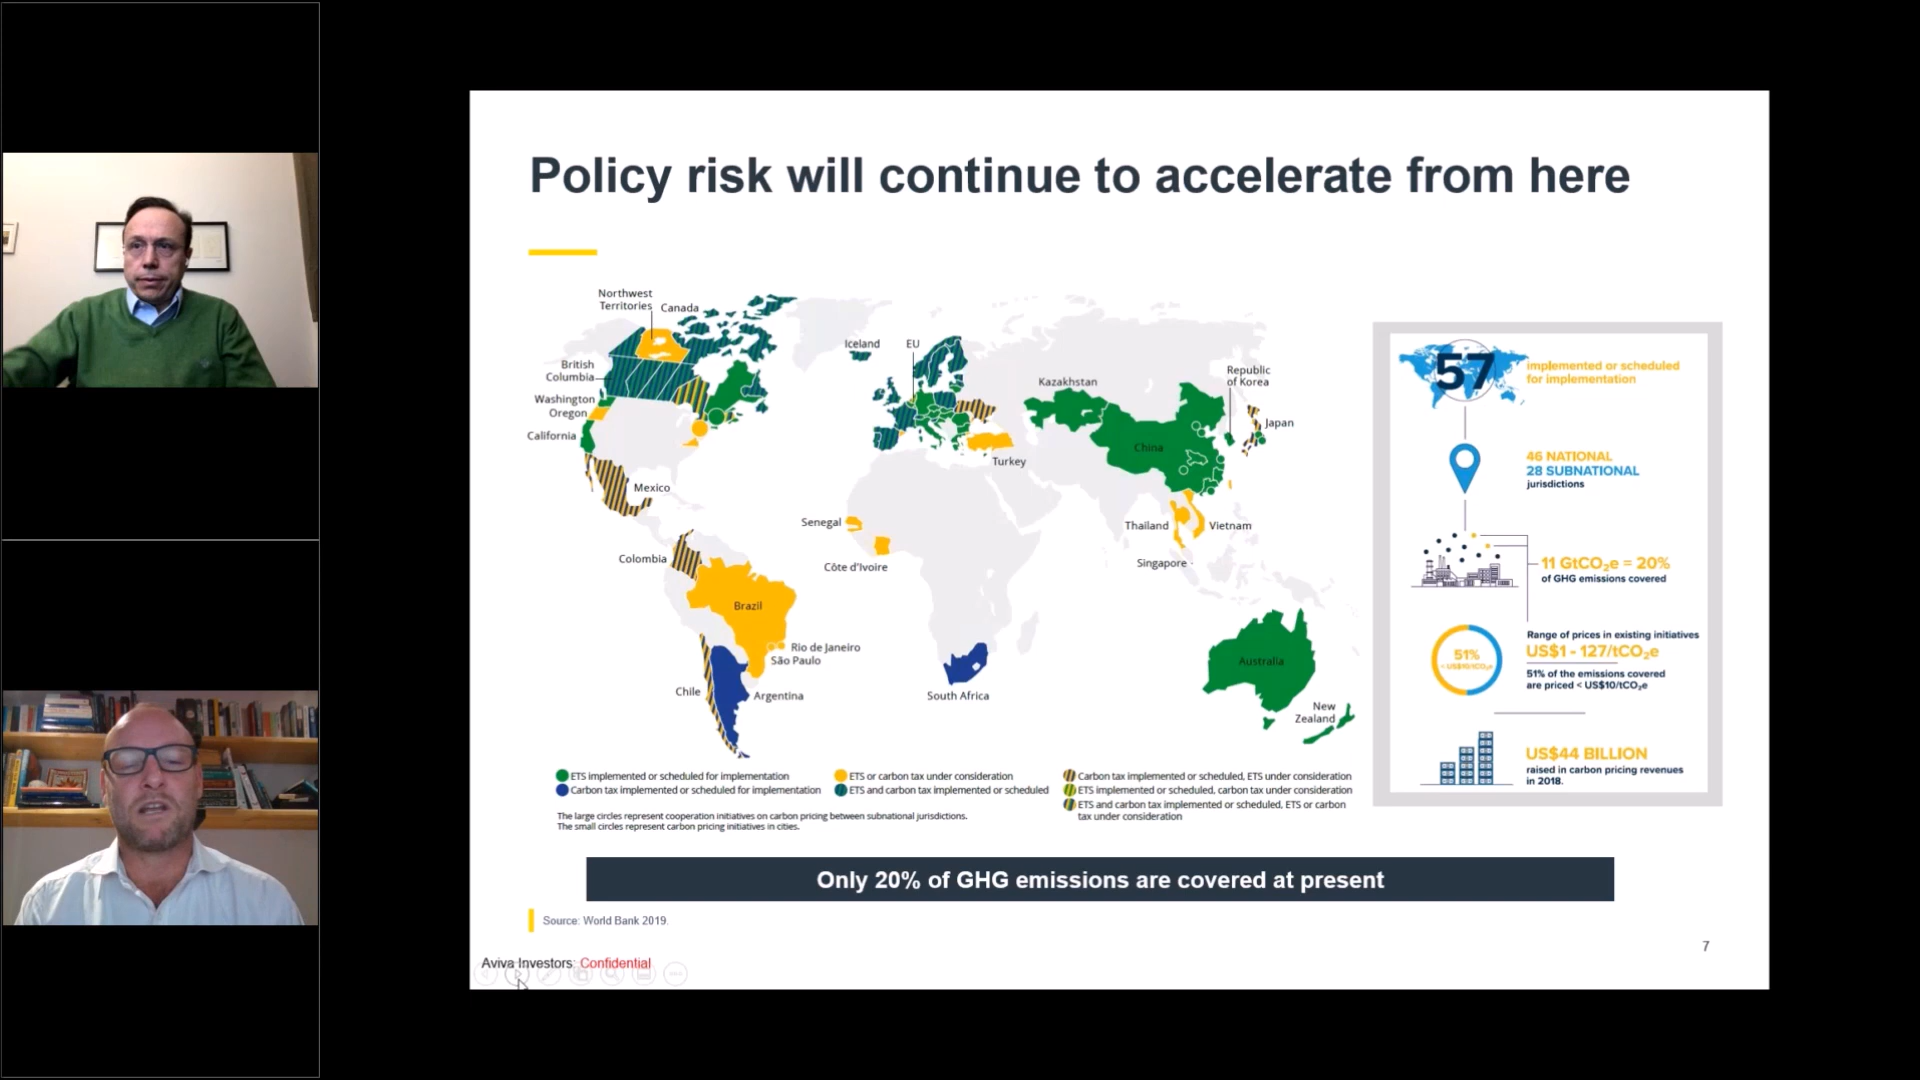 Policy risk will continue to accelerate from here
Northwest
Territories
Canada
British
Columbia
Washington
Oregon
California
Mexico
Colombia
Brazil
Rio de Janeiro
São Paulo
Chile
Argentina
Iceland
EU
Turkey
Senegal
Côte d'Ivoire
South Africa
Kazakhstan
China
Republic
of Korea
Japan
Thailand
Vietnam
Singapore
Australia
New
Zealand
ETS implemented or scheduled for implementation
Carbon tax implemented or scheduled for implementation
ETS or carbon tax under consideration
ETS and carbon tax implemented or scheduled
Carbon tax implemented or scheduled, ETS under consideration
ETS implemented or scheduled, carbon tax under consideration
ETS and carbon tax implemented or scheduled, ETS or carbon
tax under consideration
The large circles represent cooperation initiatives on carbon pricing between subnational jurisdictions.
The small circles represent carbon pricing initiatives in cities.
57
implemented or scheduled
for implementation
46 NATIONAL
28 SUBNATIONAL
jurisdictions
11 GtCO₂e = 20%
of GHG emissions covered
51%
< US$10/tCO₂e
Range of prices in existing initiatives
US$1 - 127/tCO₂e
51% of the emissions covered
are priced < US$10/tCO₂e
US$44 BILLION
raised in carbon pricing revenues
in 2018.
Only 20% of GHG emissions are covered at present
Source: World Bank 2019.
7
Aviva Investors: Confidential